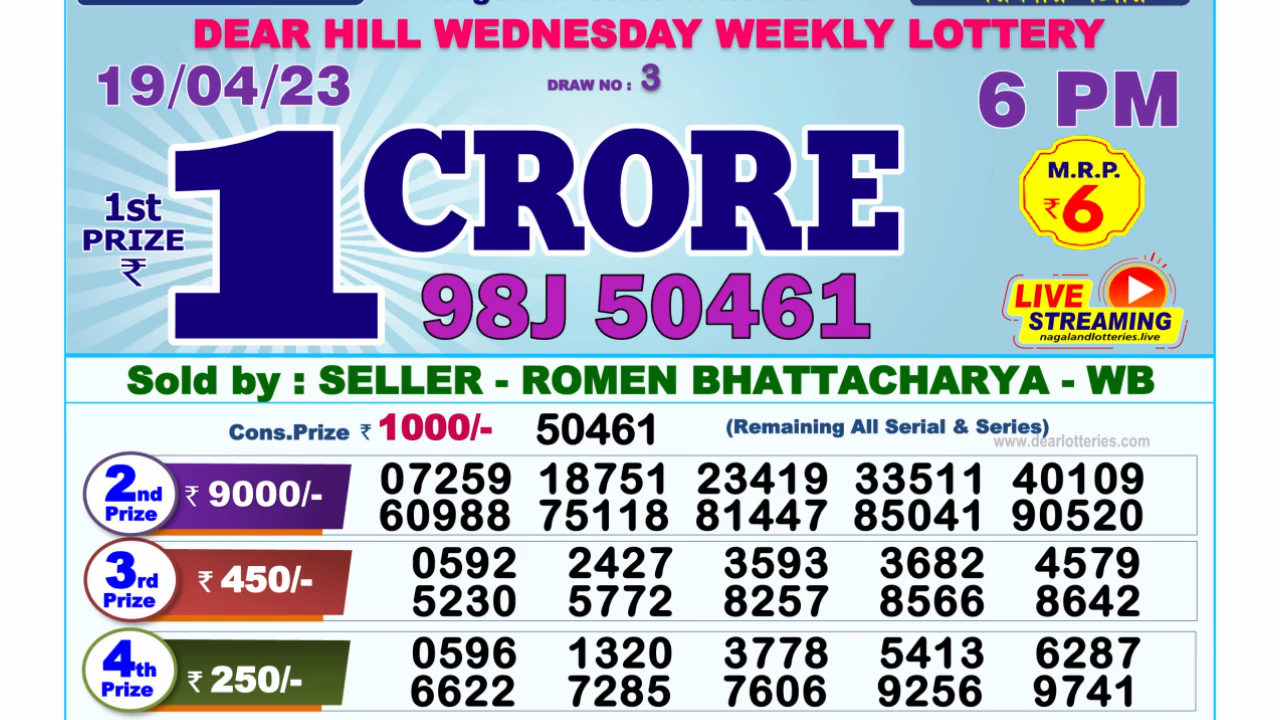 DEAR HILL WEDNESDAY WEEKLY LOTTERY
19/04/23
DRAW NO : 3
6 PM
1st
PRIZE
₹
1 CRORE
98J 50461
M.R.P.
₹6
LIVE
STREAMING
nagalandlotteries.live
Sold by : SELLER - ROMEN BHATTACHARYA - WB
Cons.Prize ₹ 1000/- 50461 (Remaining All Serial & Series)
www.dearlotteries.com
2nd Prize ₹ 9000/-
07259 18751 23419 33511 40109
60988 75118 81447 85041 90520
3rd Prize ₹ 450/-
0592 2427 3593 3682 4579
5230 5772 8257 8566 8642
4th Prize ₹ 250/-
0596 1320 3778 5413 6287
6622 7285 7606 9256 9741